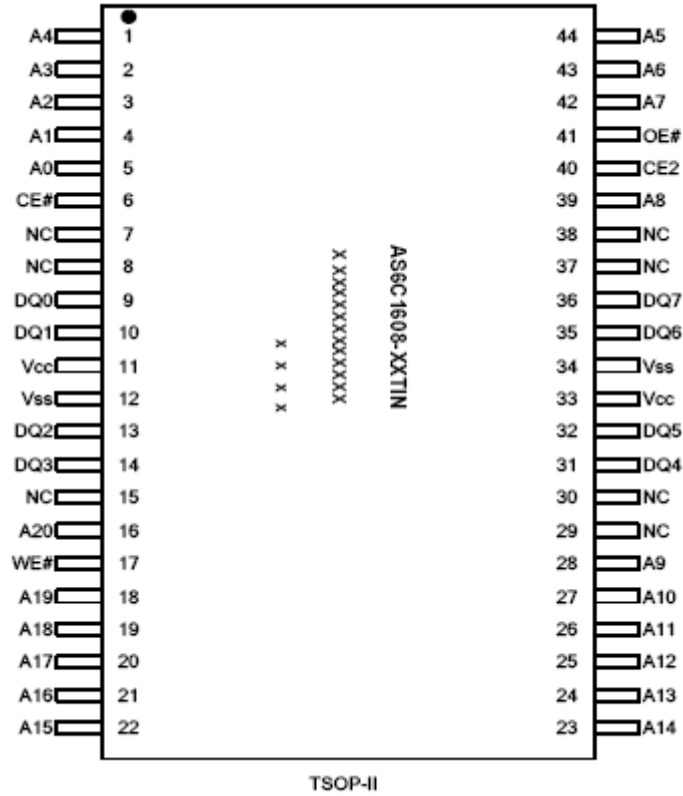 A4 1 44 A5
A3 2 43 A6
A2 3 42 A7
A1 4 41 OE#
A0 5 40 CE2
CE# 6 39 A8
NC 7 38 NC
NC 8 37 NC
DQ0 9 36 DQ7
DQ1 10 35 DQ6
Vcc 11 34 Vss
Vss 12 33 Vcc
DQ2 13 32 DQ5
DQ3 14 31 DQ4
NC 15 30 NC
A20 16 29 NC
WE# 17 28 A9
A19 18 27 A10
A18 19 26 A11
A17 20 25 A12
A16 21 24 A13
A15 22 23 A14
AS6C1608-XXTIN
x x x x
TSOP-II